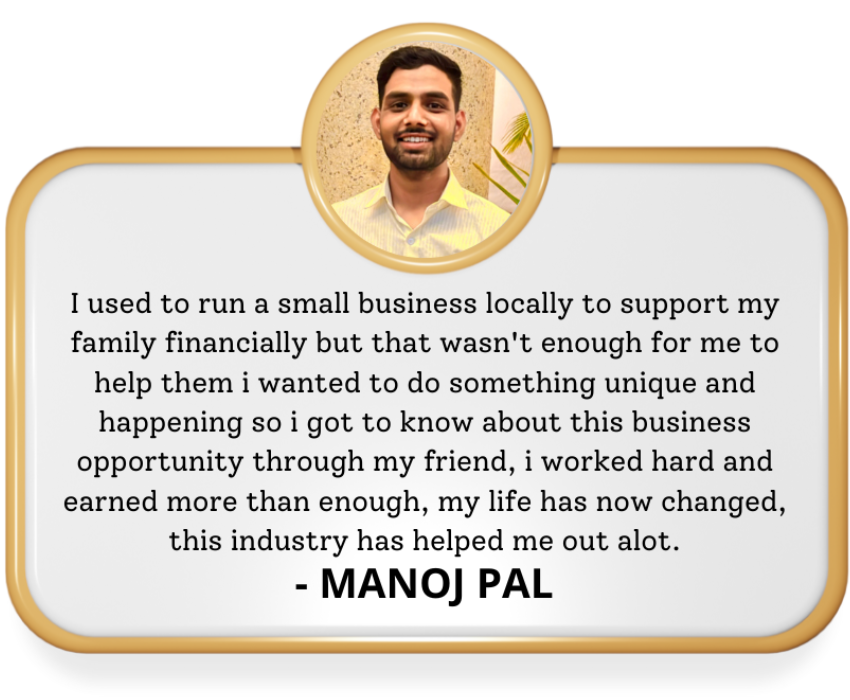 I used to run a small business locally to support my
family financially but that wasn't enough for me to
help them i wanted to do something unique and
happening so i got to know about this business
opportunity through my friend, i worked hard and
earned more than enough, my life has now changed,
this industry has helped me out alot.
- MANOJ PAL